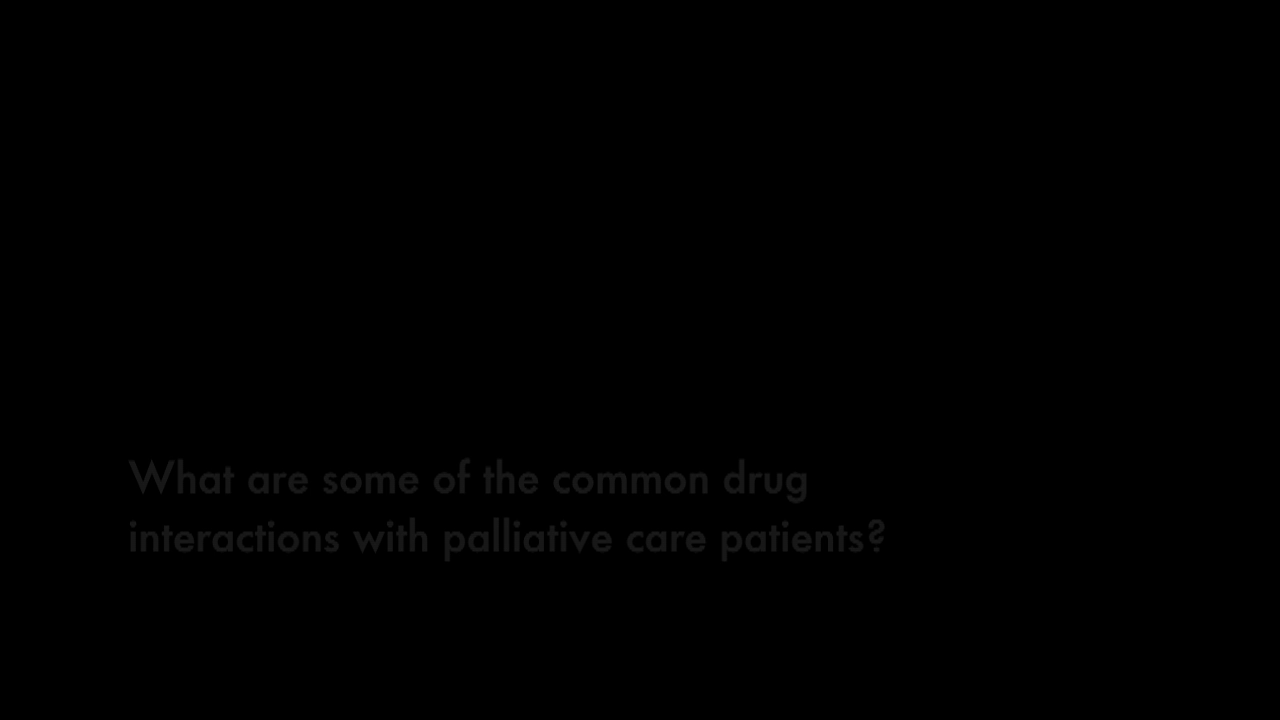 What are some of the common drug
interactions with palliative care patients?